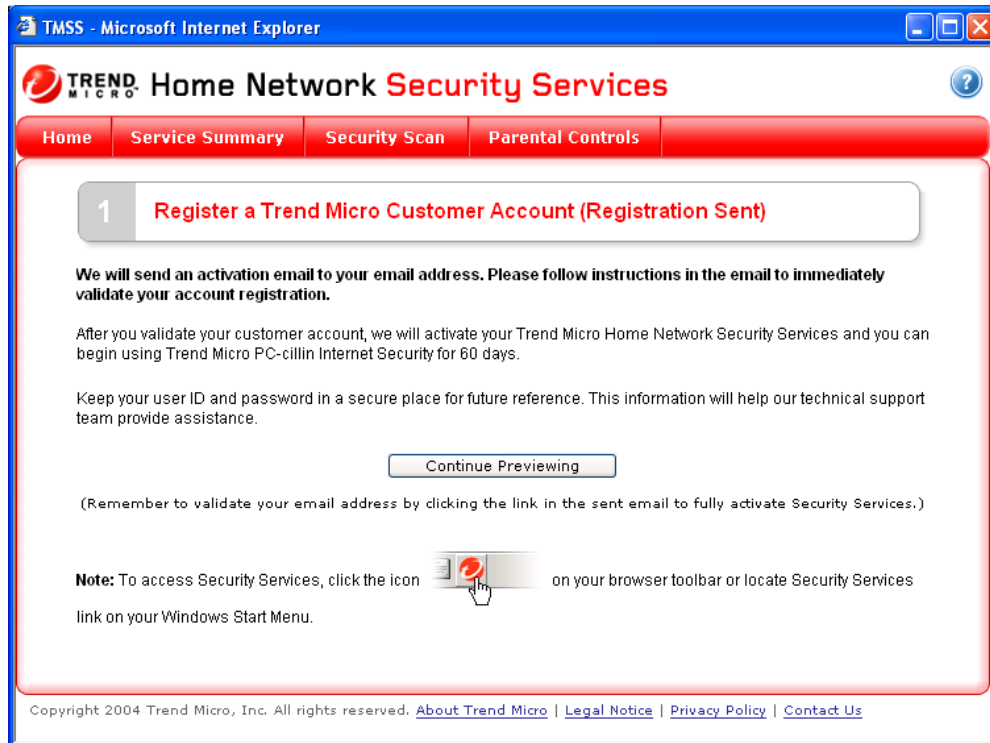 TMSS - Microsoft Internet Explorer
TREND MICRO Home Network Security Services
?
Home Service Summary Security Scan Parental Controls
1 Register a Trend Micro Customer Account (Registration Sent)
We will send an activation email to your email address. Please follow instructions in the email to immediately
validate your account registration.
After you validate your customer account, we will activate your Trend Micro Home Network Security Services and you can
begin using Trend Micro PC-cillin Internet Security for 60 days.
Keep your user ID and password in a secure place for future reference. This information will help our technical support
team provide assistance.
Continue Previewing
(Remember to validate your email address by clicking the link in the sent email to fully activate Security Services.)
Note: To access Security Services, click the icon on your browser toolbar or locate Security Services
link on your Windows Start Menu.
Copyright 2004 Trend Micro, Inc. All rights reserved. About Trend Micro | Legal Notice | Privacy Policy | Contact Us